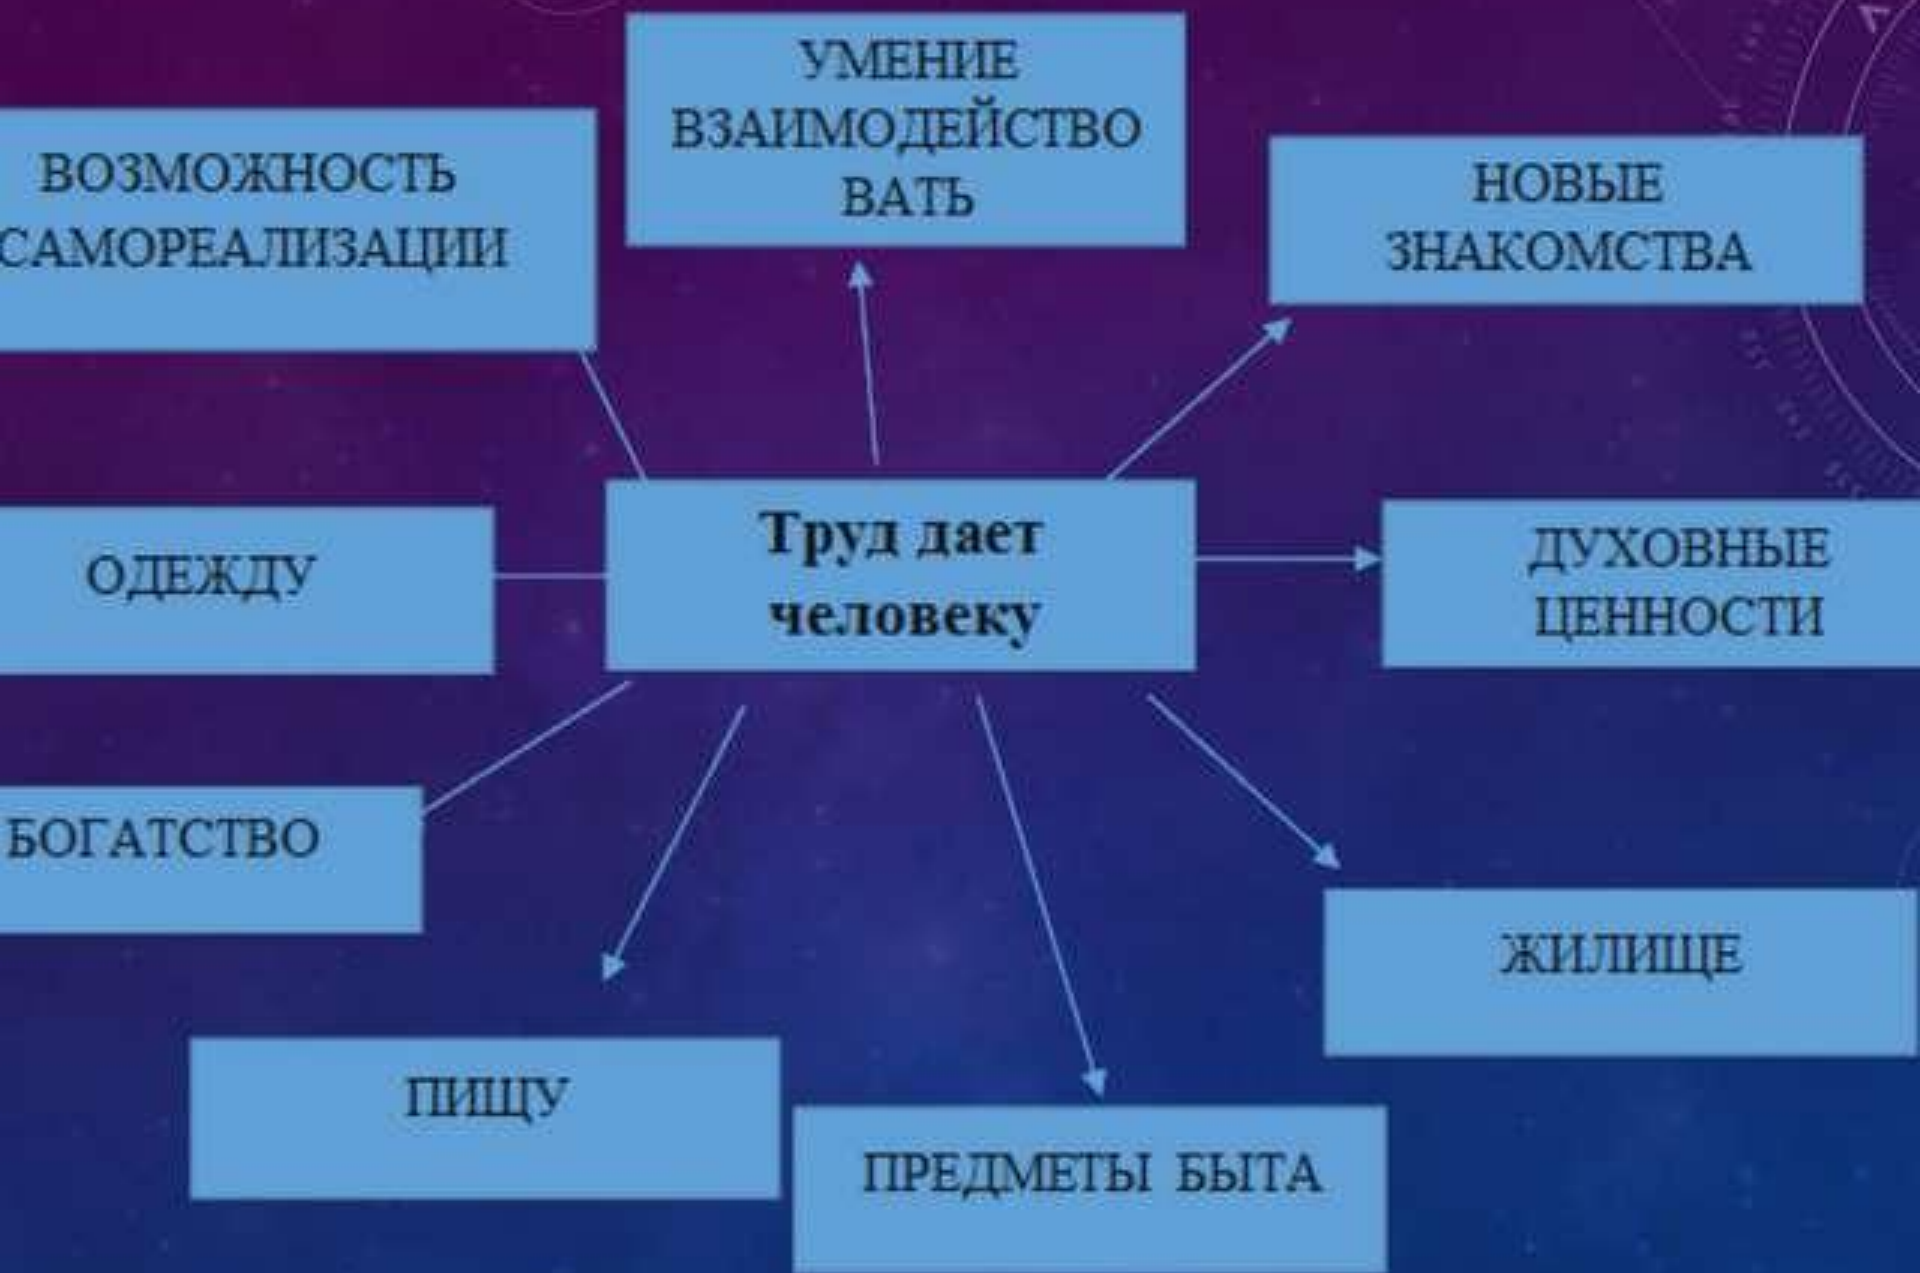 УМЕНИЕ
ВЗАИМОДЕЙСТВО
ВАТЬ
ВОЗМОЖНОСТЬ
САМОРЕАЛИЗАЦИИ
НОВЫЕ
ЗНАКОМСТВА
ОДЕЖДУ
Труд дает
человеку
ДУХОВНЫЕ
ЦЕННОСТИ
БОГАТСТВО
ЖИЛИЩЕ
ПИЩУ
ПРЕДМЕТЫ БЫТА